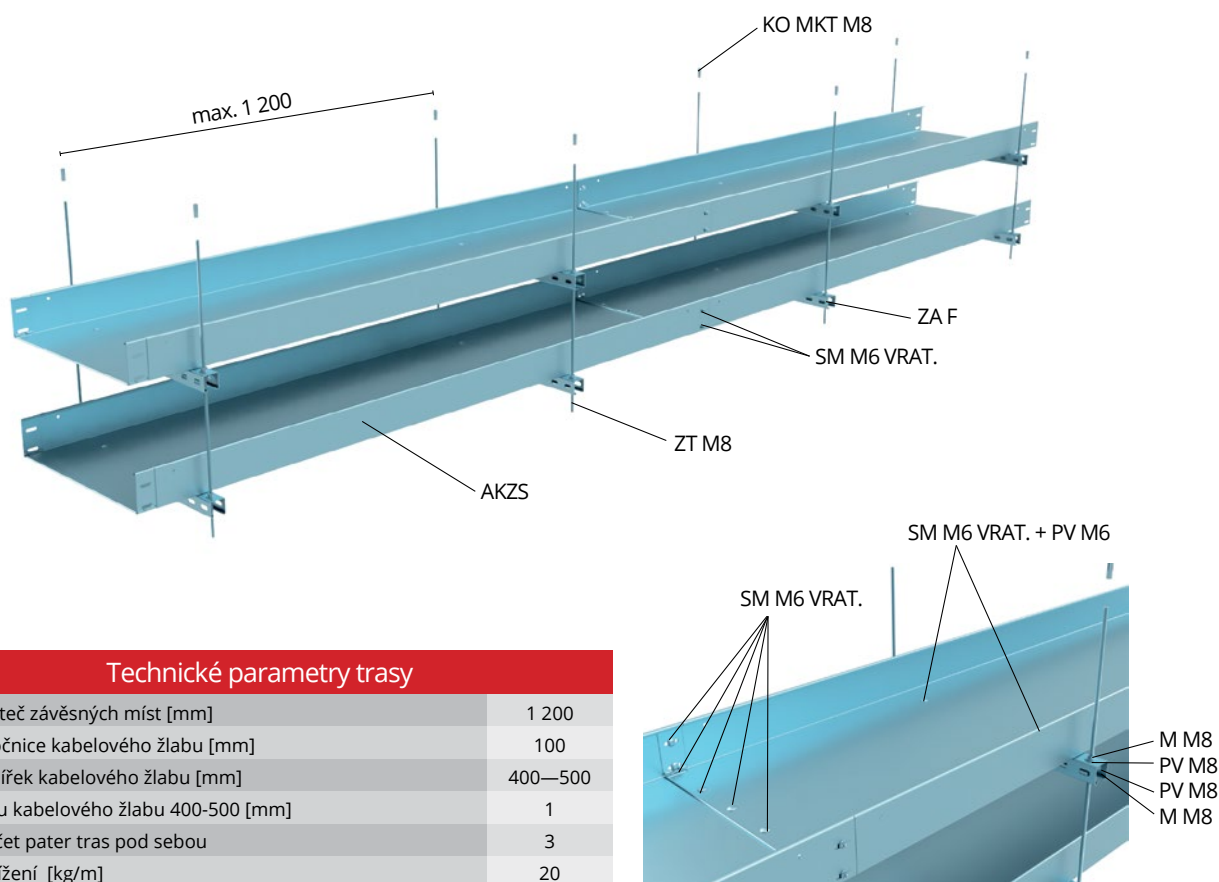 KO MKT M8
max. 1 200
ZA F
SM M6 VRAT.
ZT M8
AKZS
SM M6 VRAT. + PV M6
SM M6 VRAT.
M M8
PV M8
PV M8
M M8
Technické parametry trasy
teč závěsných míst [mm] 1 200
očnice kabelového žlabu [mm] 100
ířek kabelového žlabu [mm] 400—500
u kabelového žlabu 400-500 [mm] 1
čet pater tras pod sebou 3
ížení [kg/m] 20